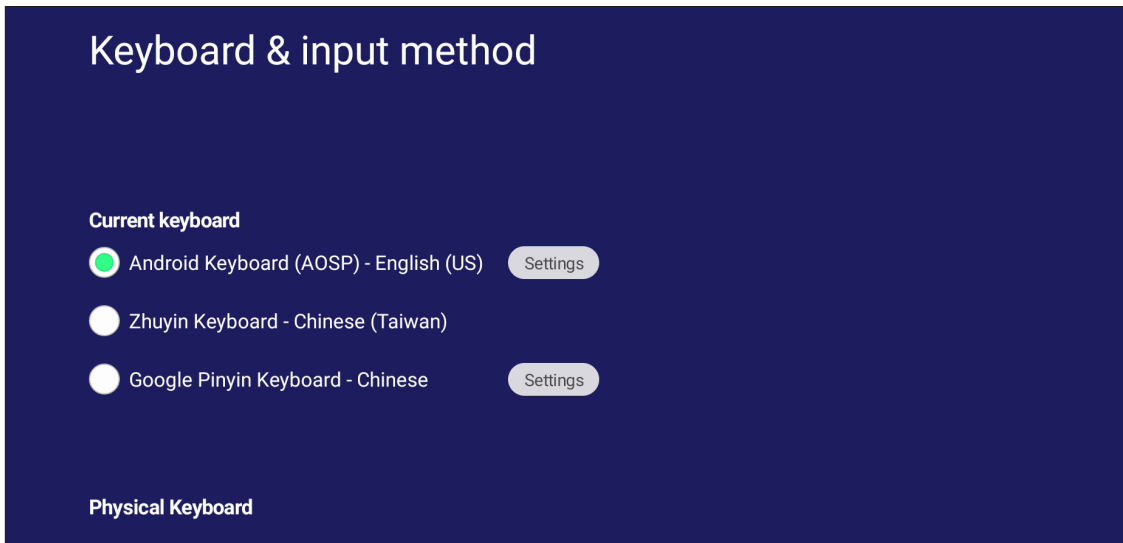 Keyboard & input method
Current keyboard
Android Keyboard (AOSP) - English (US) Settings
Zhuyin Keyboard - Chinese (Taiwan)
Google Pinyin Keyboard - Chinese Settings
Physical Keyboard